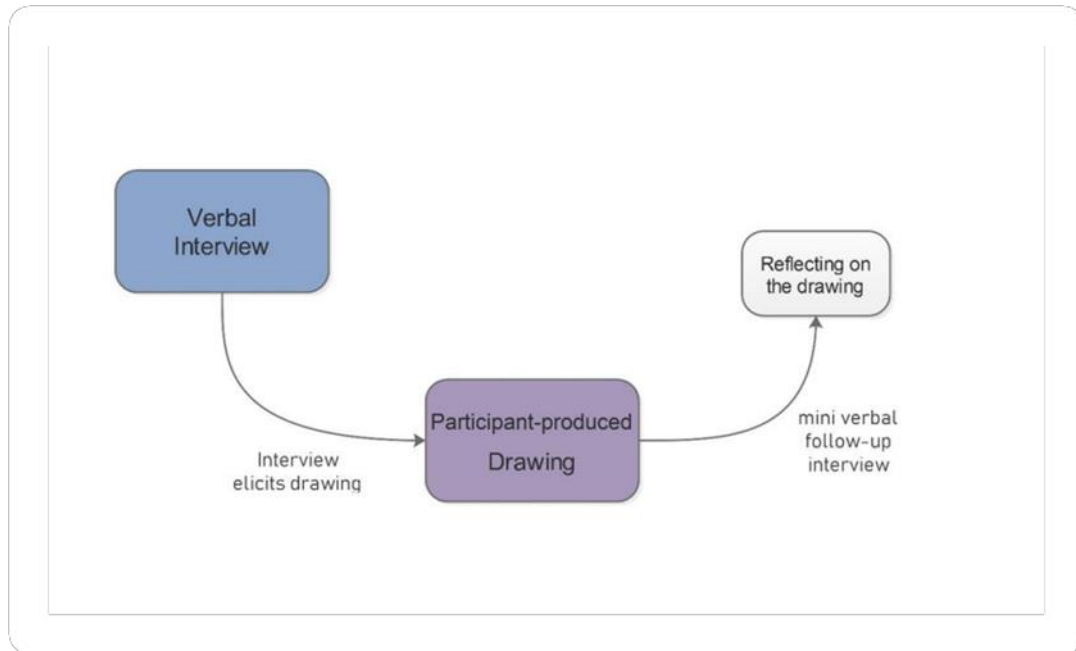 Verbal
Interview
Interview
elicits drawing
Participant-produced
Drawing
mini verbal
follow-up
interview
Reflecting on
the drawing